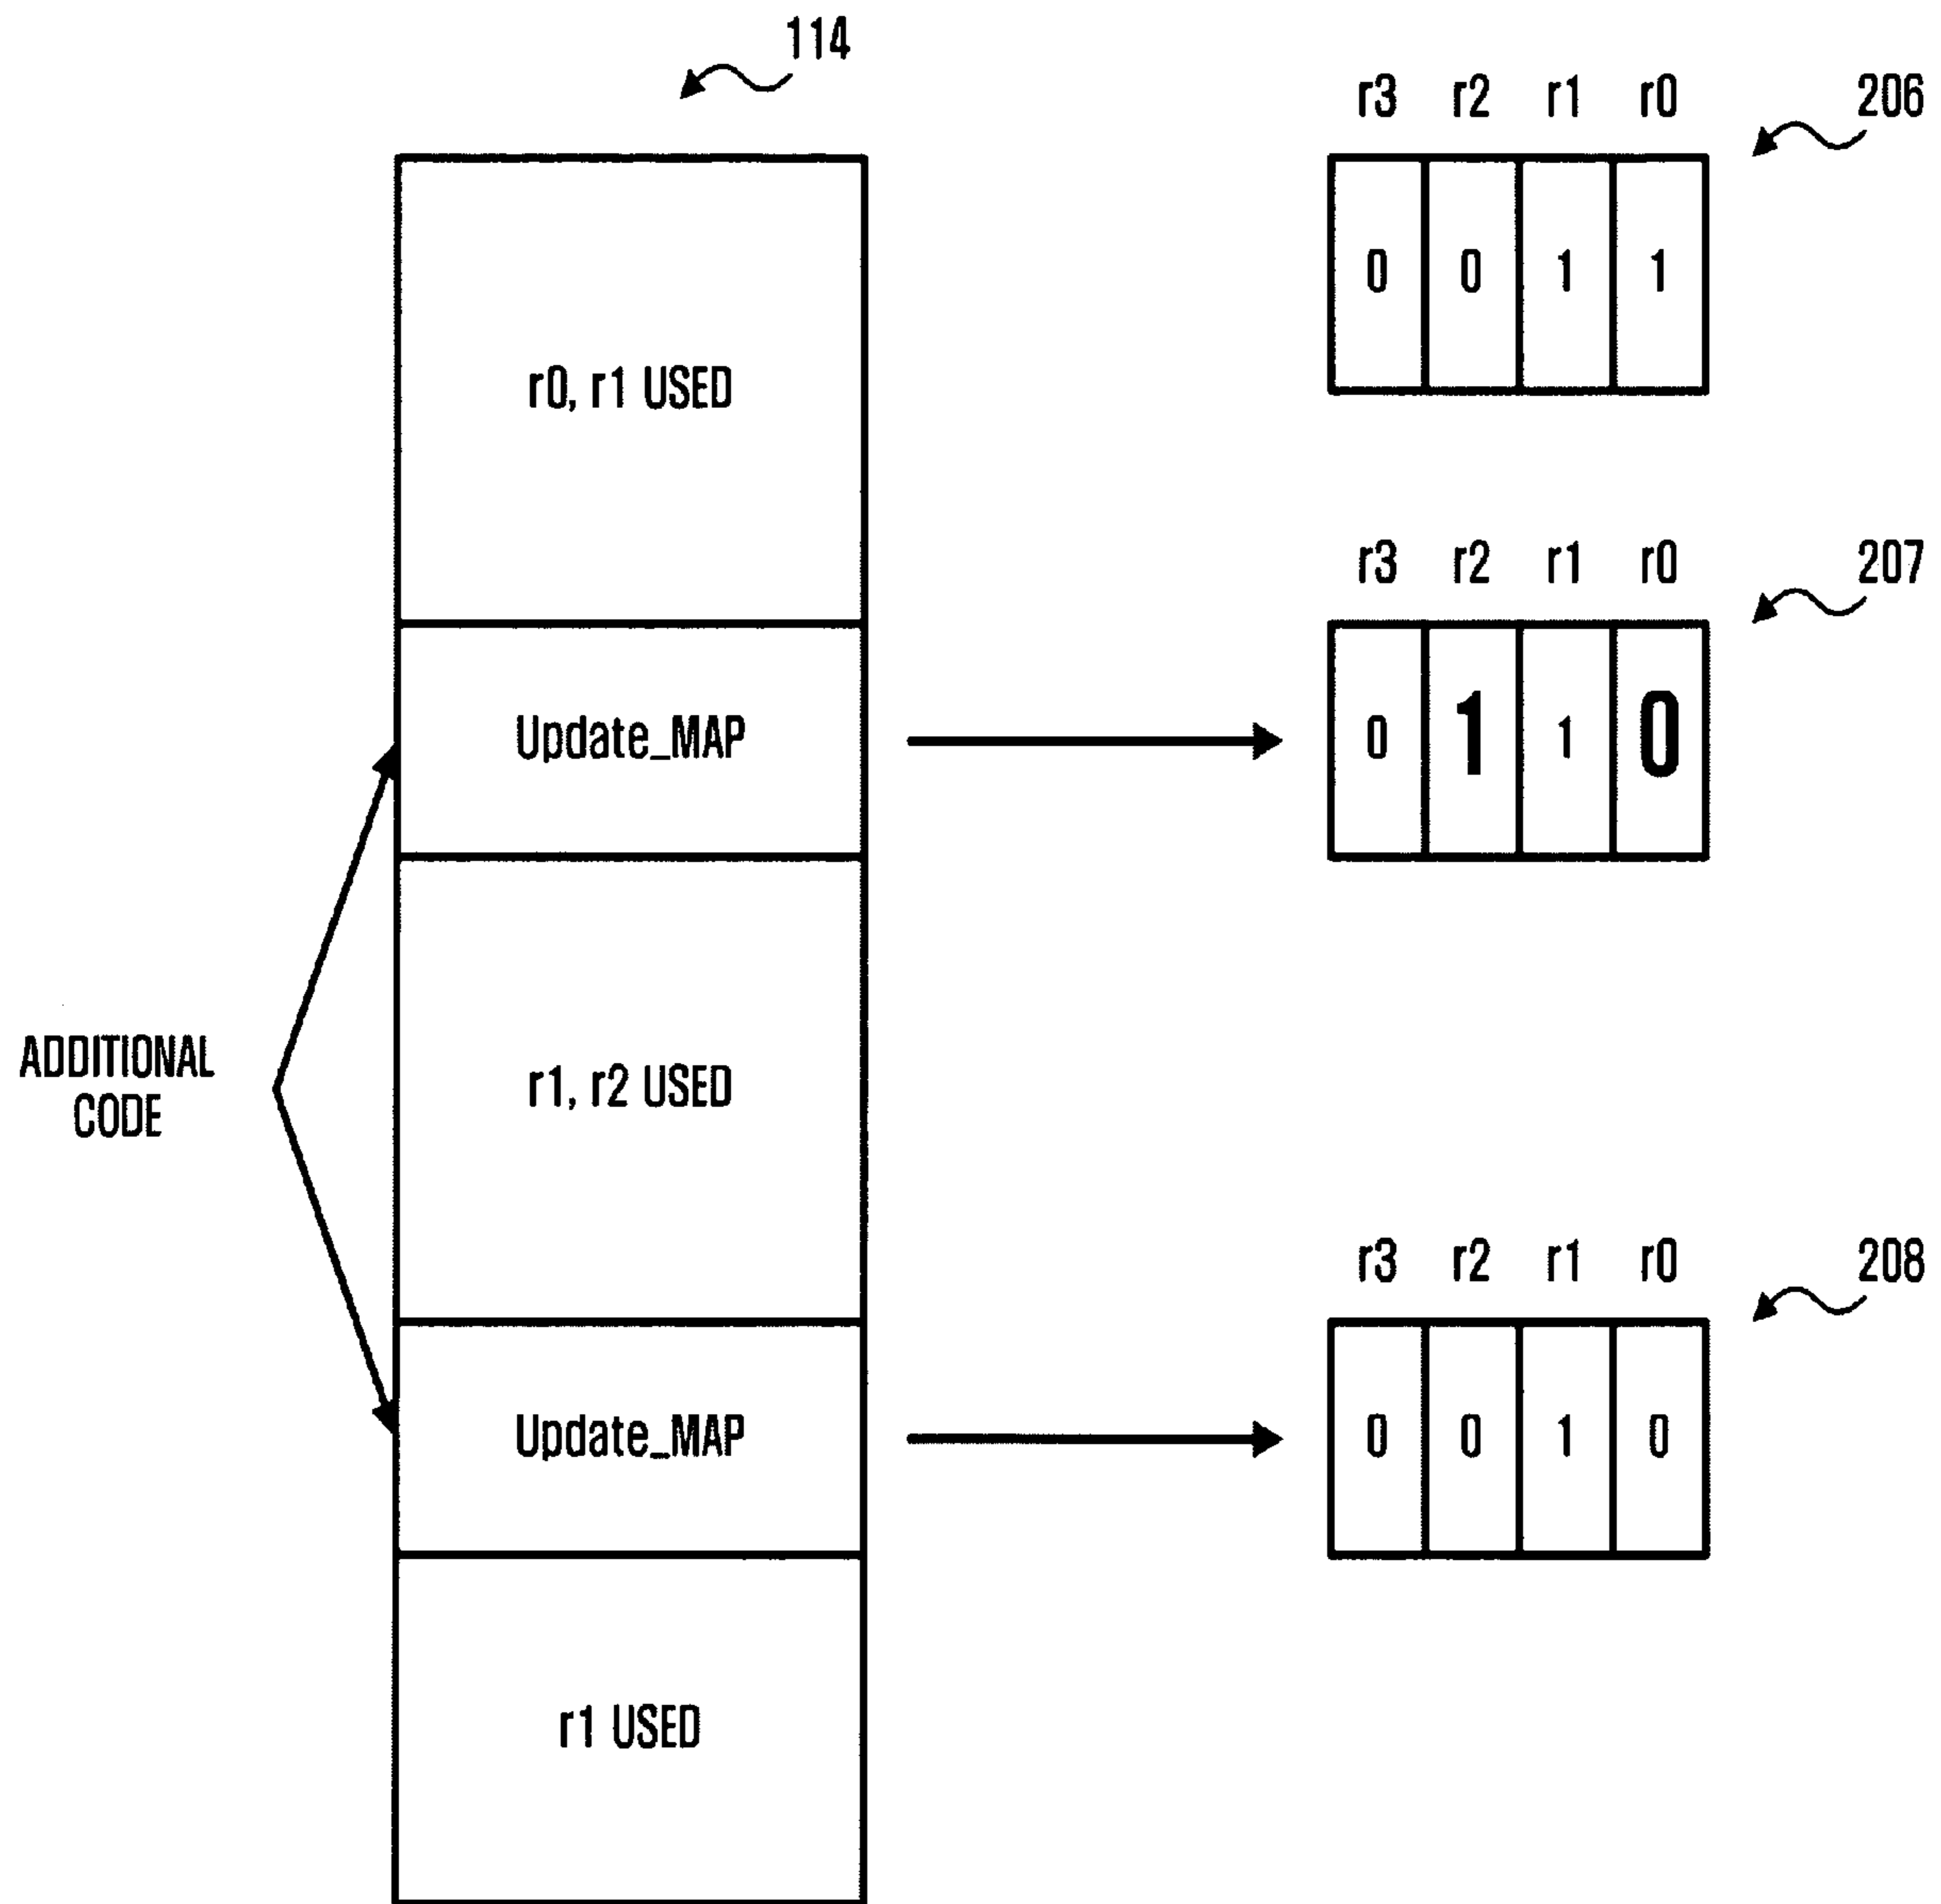 114
r3 r2 r1 r0
206
0 0 1 1
r0, r1 USED
r3 r2 r1 r0
207
Update_MAP
0 1 1 0
ADDITIONAL
CODE
r1, r2 USED
r3 r2 r1 r0
208
Update_MAP
0 0 1 0
r1 USED